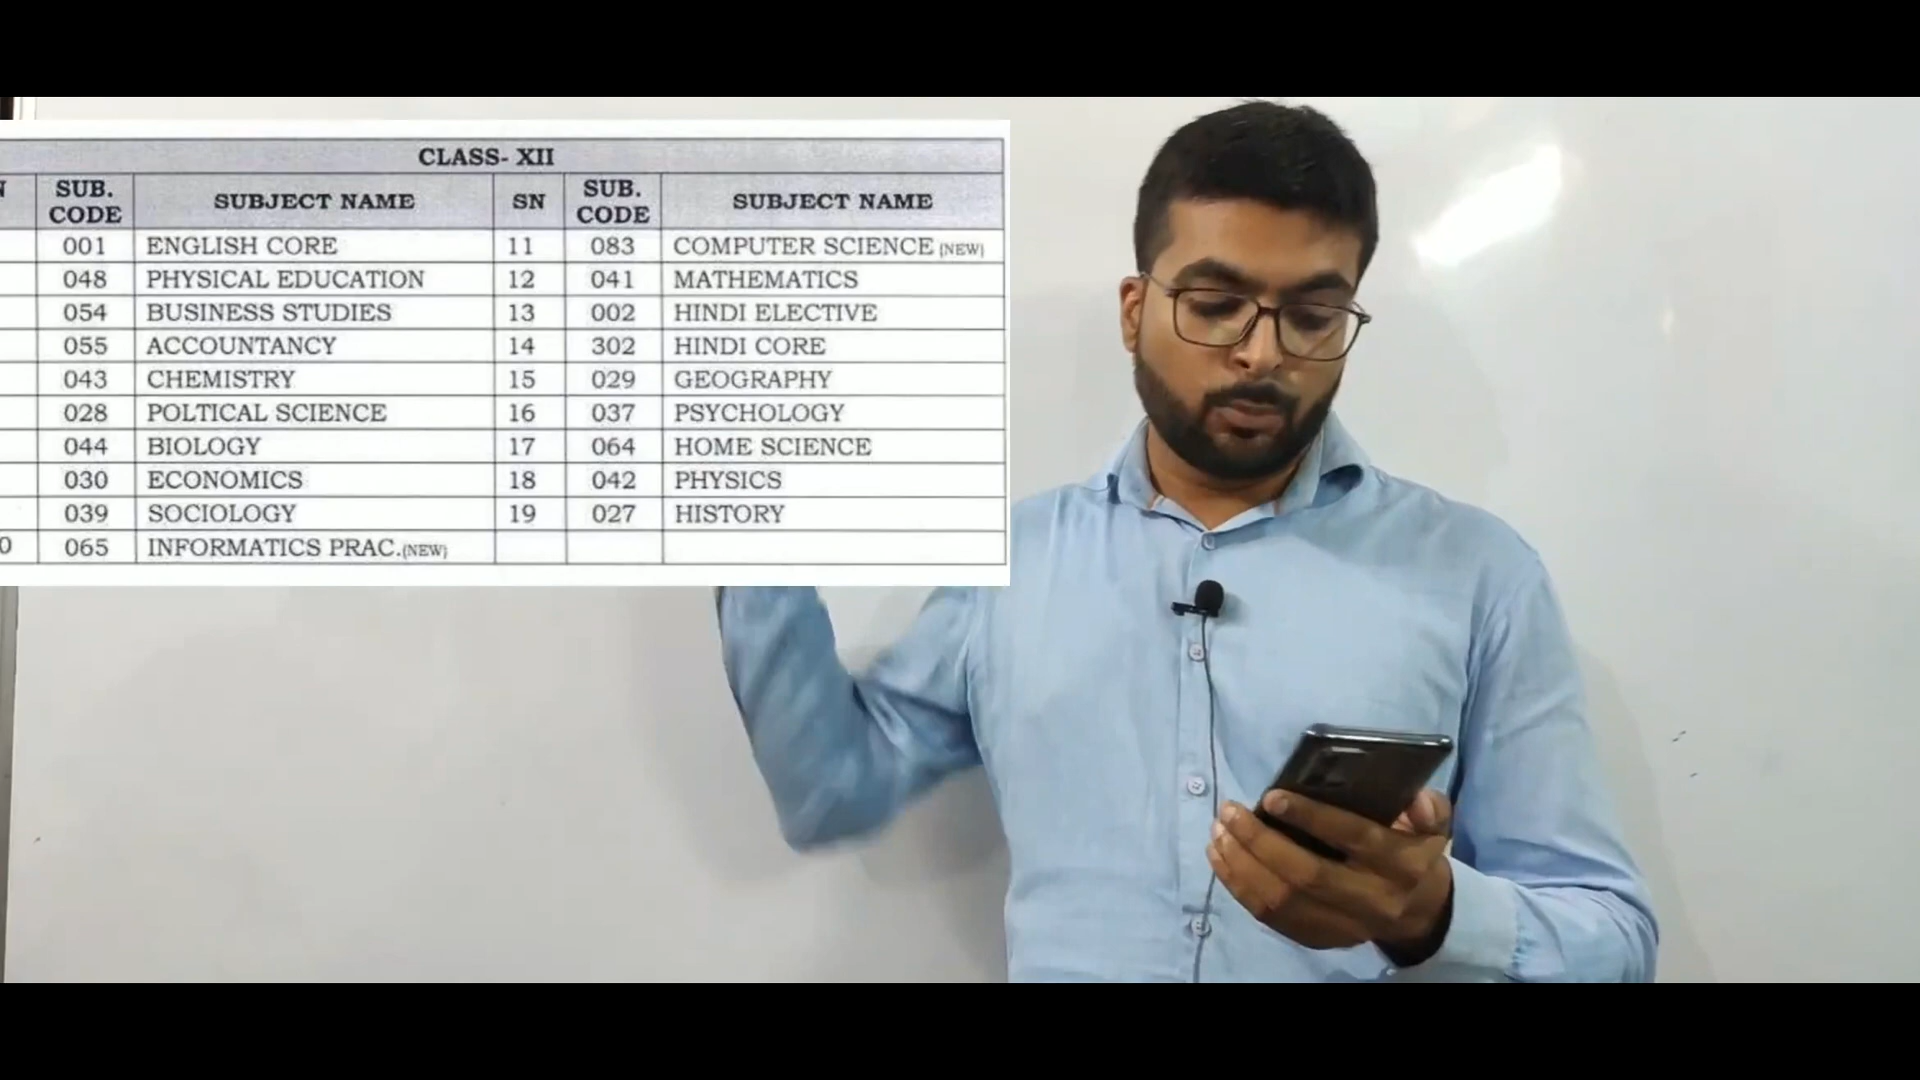 CLASS- XII
N SUB. CODE SUBJECT NAME SN SUB. CODE SUBJECT NAME
001 ENGLISH CORE 11 083 COMPUTER SCIENCE (NEW)
048 PHYSICAL EDUCATION 12 041 MATHEMATICS
054 BUSINESS STUDIES 13 002 HINDI ELECTIVE
055 ACCOUNTANCY 14 302 HINDI CORE
043 CHEMISTRY 15 029 GEOGRAPHY
028 POLTICAL SCIENCE 16 037 PSYCHOLOGY
044 BIOLOGY 17 064 HOME SCIENCE
030 ECONOMICS 18 042 PHYSICS
039 SOCIOLOGY 19 027 HISTORY
0 065 INFORMATICS PRAC.(NEW)